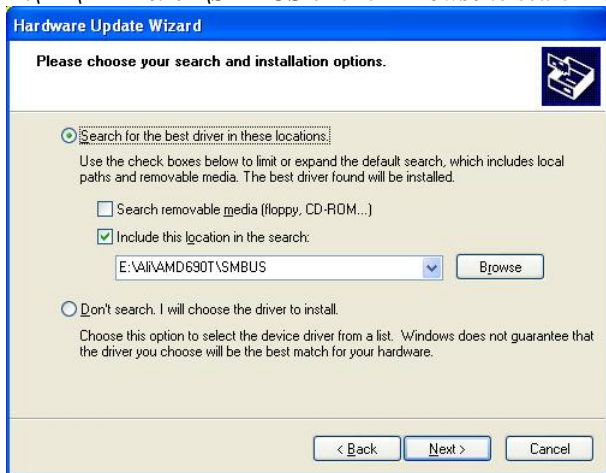 Hardware Update Wizard
Please choose your search and installation options.
Search for the best driver in these locations.
Use the check boxes below to limit or expand the default search, which includes local
paths and removable media. The best driver found will be installed.
Search removable media (floppy, CD-ROM...)
Include this location in the search:
E:\Ali\AMD690T\SMBUS
Browse
Don't search. I will choose the driver to install.
Choose this option to select the device driver from a list. Windows does not guarantee that
the driver you choose will be the best match for your hardware.
< Back
Next >
Cancel